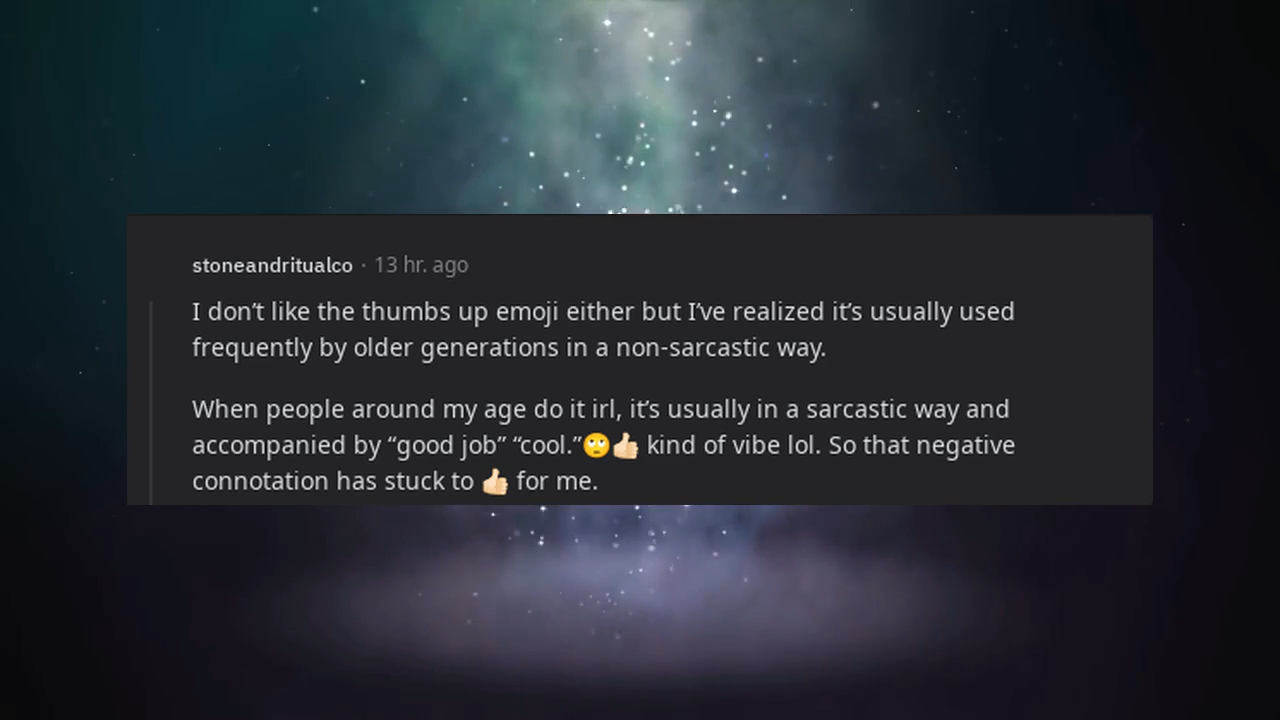 stoneandritualco · 13 hr. ago
I don’t like the thumbs up emoji either but I’ve realized it’s usually used
frequently by older generations in a non-sarcastic way.
When people around my age do it irl, it’s usually in a sarcastic way and
accompanied by “good job” “cool.”🙄👍🏻 kind of vibe lol. So that negative
connotation has stuck to 👍🏻 for me.